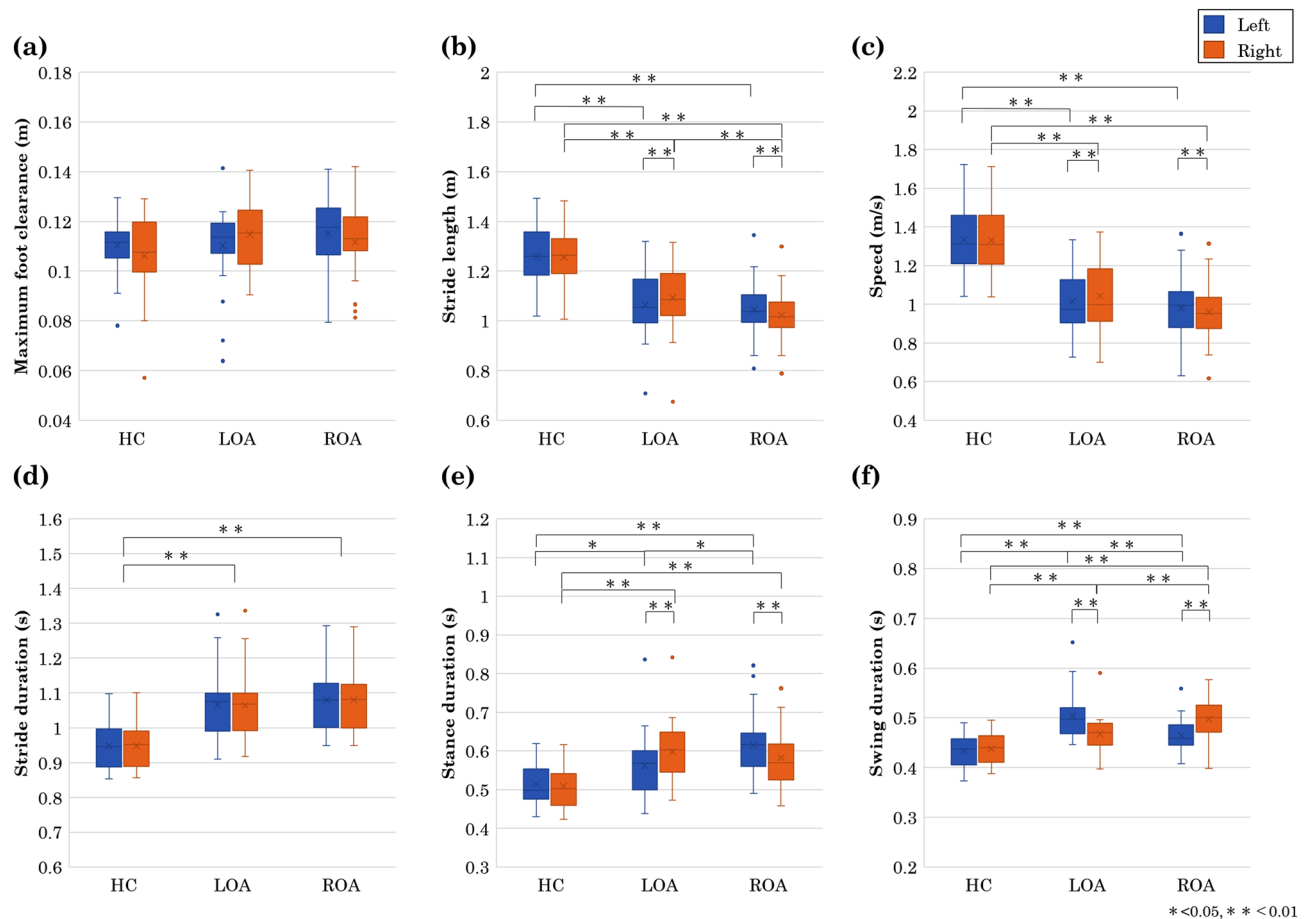 Left
Right
(a)
Maximum foot clearance (m)
0.18
0.16
0.14
0.12
0.1
0.08
0.06
0.04
HC LOA ROA
(b)
Stride length (m)
2
1.8
1.6
1.4
1.2
1
0.8
0.6
* *
* *
* *
* * * *
* * * *
HC LOA ROA
(c)
Speed (m/s)
2.2
2
1.8
1.6
1.4
1.2
1
0.8
0.6
0.4
* *
* *
* *
* *
* * * *
HC LOA ROA
(d)
Stride duration (s)
1.6
1.5
1.4
1.3
1.2
1.1
1
0.9
0.8
0.7
0.6
* *
* *
HC LOA ROA
(e)
Stance duration (s)
1.2
1.1
1
0.9
0.8
0.7
0.6
0.5
0.4
0.3
* *
* *
* *
* *
* * * *
HC LOA ROA
(f)
Swing duration (s)
0.9
0.8
0.7
0.6
0.5
0.4
0.3
0.2
* *
* * * *
* *
* * * *
* * * *
HC LOA ROA
*<0.05, * * <0.01